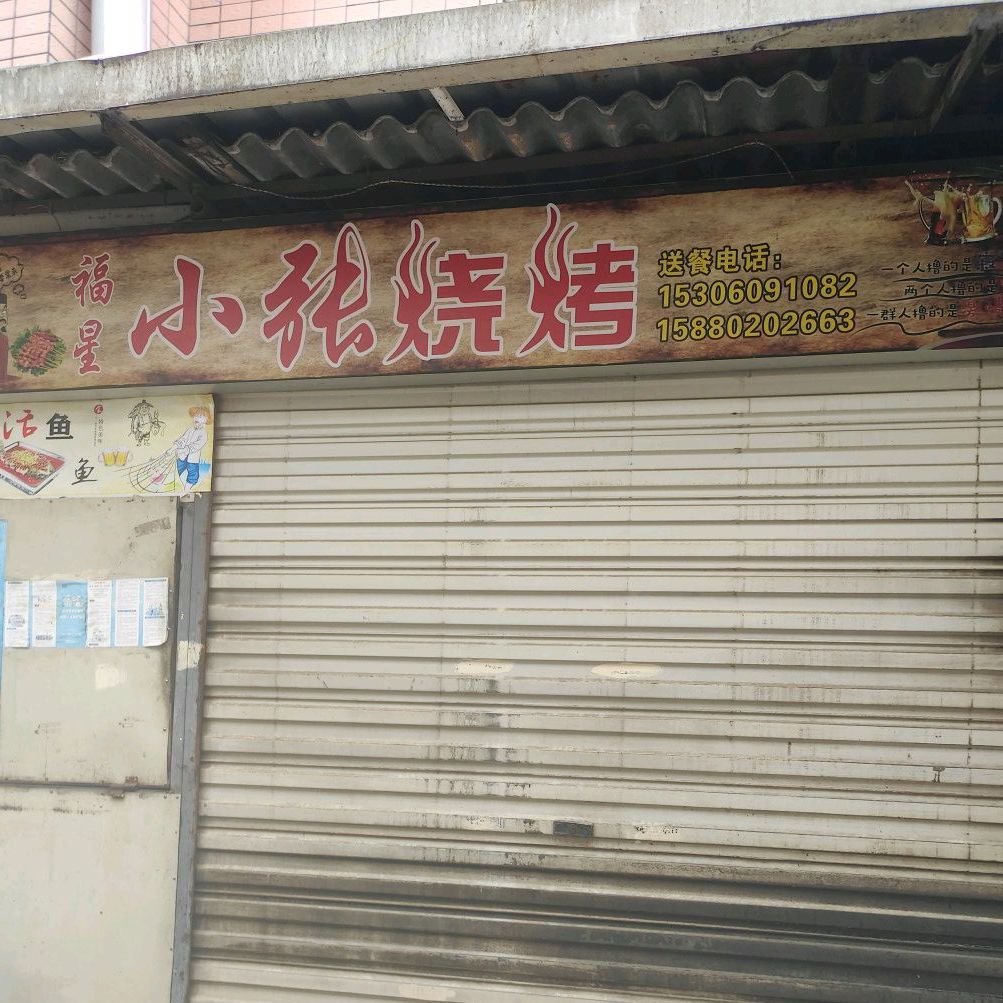 福星
小张烧烤
送餐电话：
15306091082
15880202663
一个人撸的是
两个人撸的是
一群人撸的是
活鱼
鱼